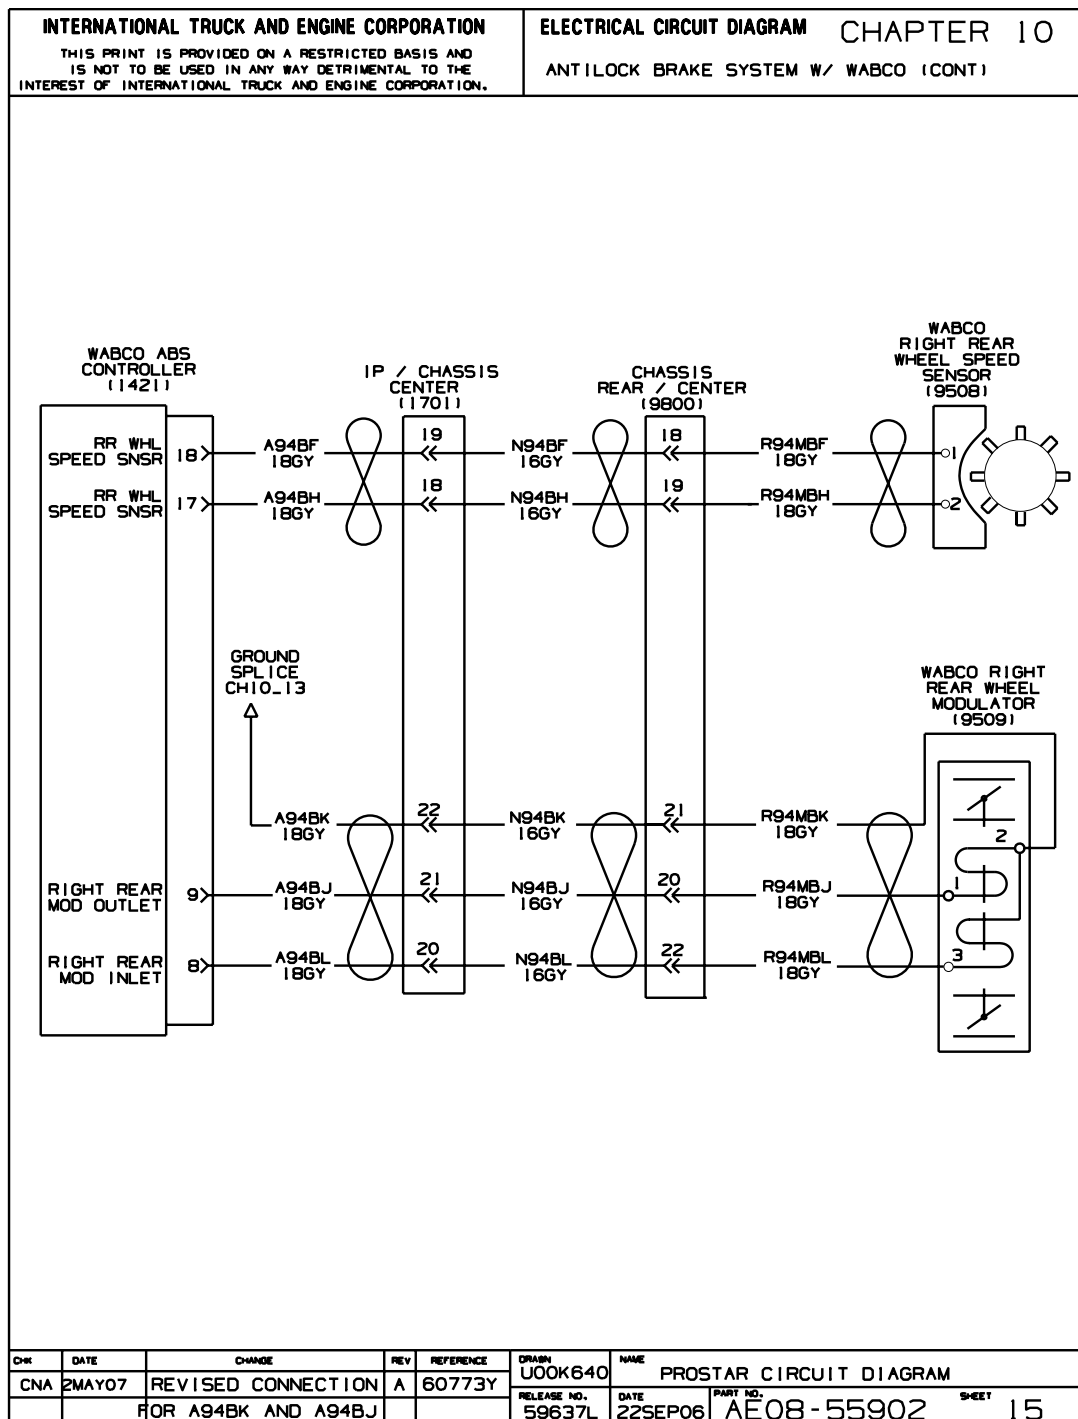 INTERNATIONAL TRUCK AND ENGINE CORPORATION
THIS PRINT IS PROVIDED ON A RESTRICTED BASIS AND
IS NOT TO BE USED IN ANY WAY DETRIMENTAL TO THE
INTEREST OF INTERNATIONAL TRUCK AND ENGINE CORPORATION.
ELECTRICAL CIRCUIT DIAGRAM CHAPTER 10
ANTILOCK BRAKE SYSTEM W/ WABCO (CONT)
WABCO ABS
CONTROLLER
(1421)
IP / CHASSIS
CENTER
(1701)
CHASSIS
REAR / CENTER
(9800)
WABCO
RIGHT REAR
WHEEL SPEED
SENSOR
(9508)
RR WHL
SPEED SNSR
18
A94BF
18GY
19
N94BF
16GY
18
R94MBF
18GY
1
RR WHL
SPEED SNSR
17
A94BH
18GY
18
N94BH
16GY
19
R94MBH
18GY
2
GROUND
SPLICE
CH10_13
WABCO RIGHT
REAR WHEEL
MODULATOR
(9509)
A94BK
18GY
22
N94BK
16GY
21
R94MBK
18GY
2
RIGHT REAR
MOD OUTLET
9
A94BJ
18GY
21
N94BJ
16GY
20
R94MBJ
18GY
1
RIGHT REAR
MOD INLET
8
A94BL
18GY
20
N94BL
16GY
22
R94MBL
18GY
3
CHK DATE CHANGE REV REFERENCE
CNA 2MAY07 REVISED CONNECTION A 60773Y
FOR A94BK AND A94BJ
DRAWN
U00K640
NAME
PROSTAR CIRCUIT DIAGRAM
RELEASE NO.
59637L
DATE
22SEP06
PART NO.
AE08-55902
SHEET
15